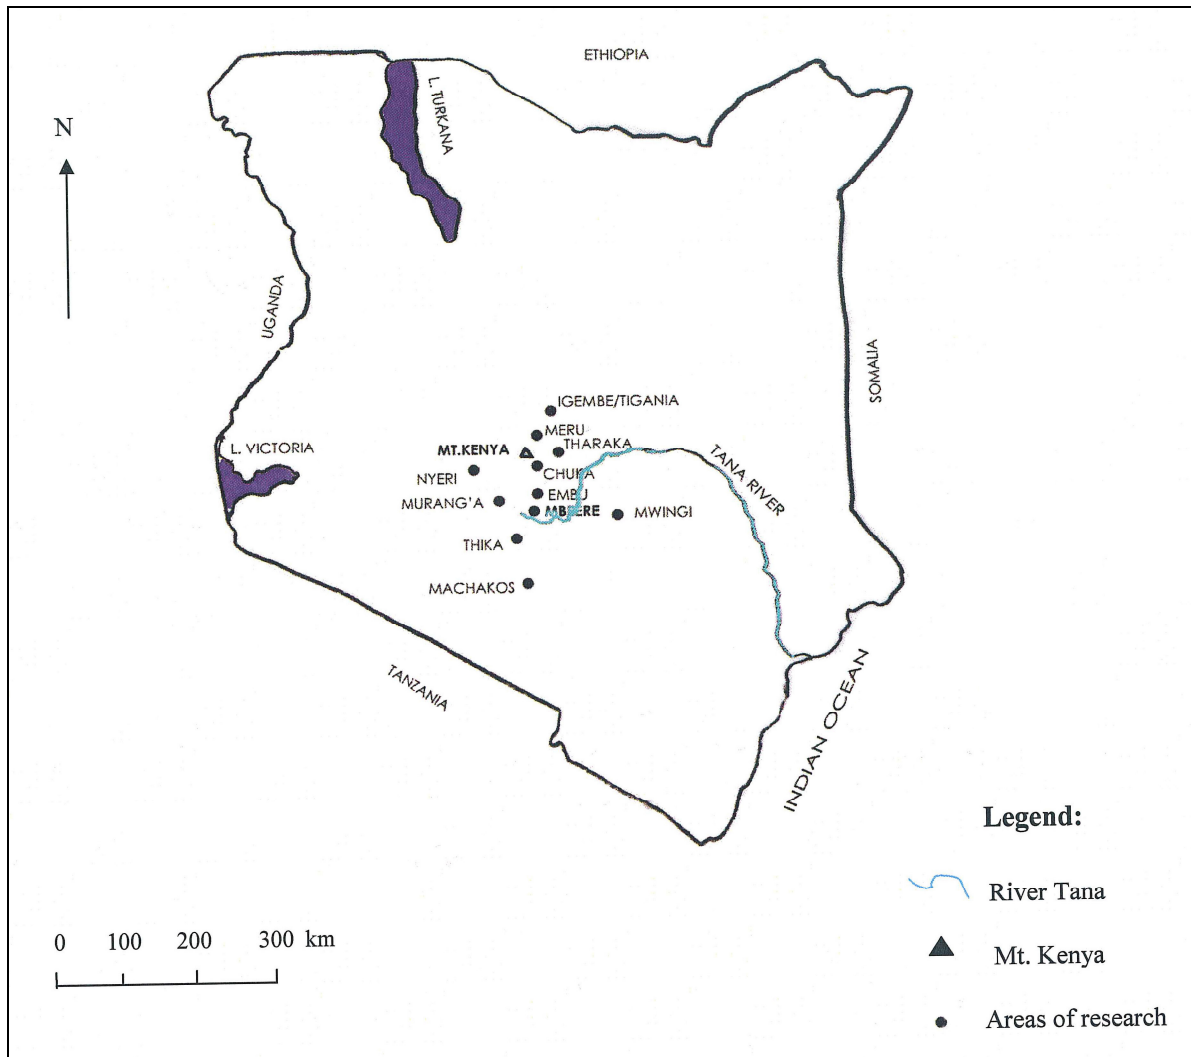 ETHIOPIA
L. TURKANA
N
UGANDA
SOMALIA
IGEMBE/TIGANIA
MERU
THARAKA
MT.KENYA
L. VICTORIA
CHUKA
NYERI
TANA RIVER
EMBU
MURANG'A
MBEERE
MWINGI
THIKA
MACHAKOS
TANZANIA
INDIAN OCEAN
Legend:
River Tana
Mt. Kenya
Areas of research
0 100 200 300 km